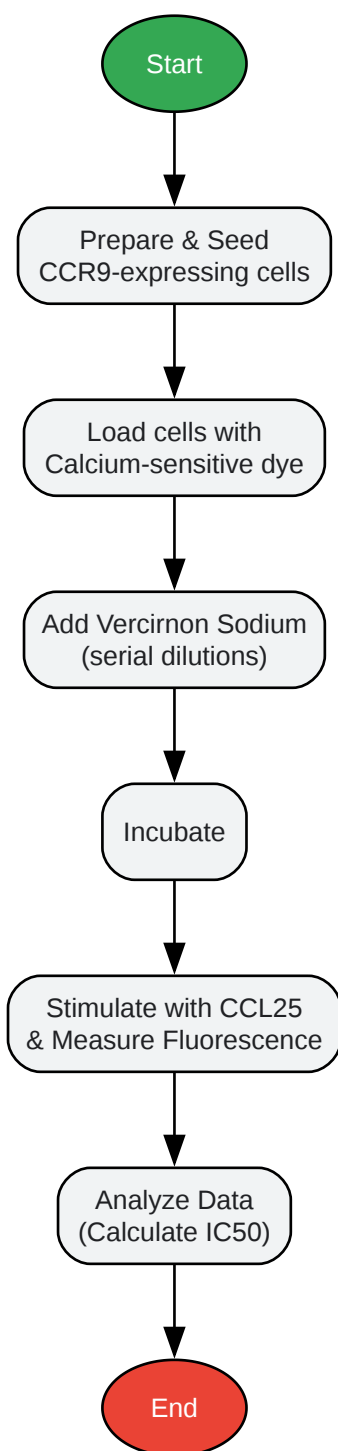 Start
Prepare & Seed
CCR9-expressing cells
Load cells with
Calcium-sensitive dye
Add Vercirnon Sodium
(serial dilutions)
Incubate
Stimulate with CCL25
& Measure Fluorescence
Analyze Data
(Calculate IC50)
End